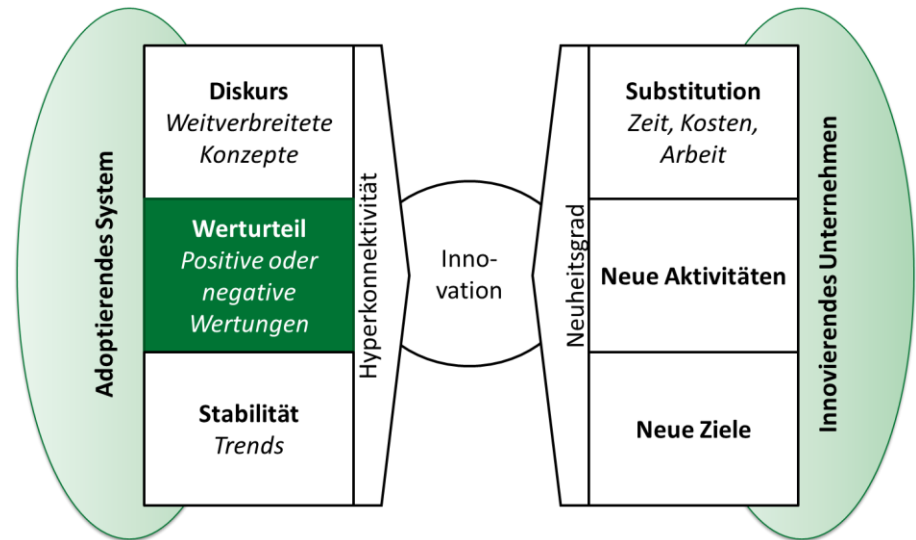 Adoptierendes System
Diskurs
Weitverbreitete
Konzepte
Werturteil
Positive oder
negative
Wertungen
Stabilität
Trends
Hyperkonnektivität
Inno-
vation
Neuheitsgrad
Substitution
Zeit, Kosten,
Arbeit
Neue Aktivitäten
Neue Ziele
Innovierendes Unternehmen